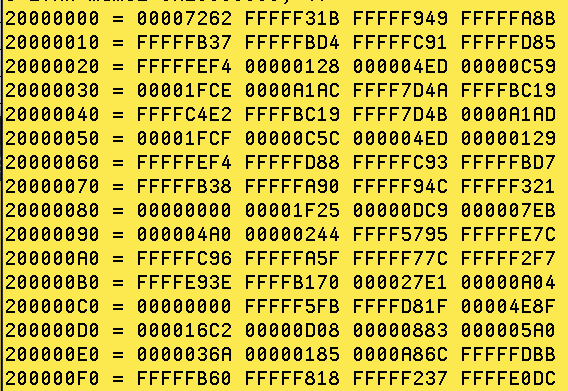 20000000 = 00007262 FFFFF31B FFFFF949 FFFFFA8B
20000010 = FFFFFB37 FFFFFBD4 FFFFFC91 FFFFFD85
20000020 = FFFFFEF4 00000128 000004ED 00000C59
20000030 = 00001FCE 0000A1AC FFFF7D4A FFFFBC19
20000040 = FFFFC4E2 FFFFBC19 FFFF7D4B 0000A1AD
20000050 = 00001FCF 00000C5C 000004ED 00000129
20000060 = FFFFFEF4 FFFFFD88 FFFFFC93 FFFFFBD7
20000070 = FFFFFB38 FFFFFA90 FFFFF94C FFFFF321
20000080 = 00000000 00001F25 00000DC9 000007EB
20000090 = 000004A0 00000244 FFFF5795 FFFFFE7C
200000A0 = FFFFFC96 FFFFFA5F FFFFF77C FFFFF2F7
200000B0 = FFFFE93E FFFFB170 000027E1 00000A04
200000C0 = 00000000 FFFFF5FB FFFFD81F 00004E8F
200000D0 = 000016C2 00000D08 00000883 000005A0
200000E0 = 0000036A 00000185 0000A86C FFFFFDBB
200000F0 = FFFFFB60 FFFFF818 FFFFF237 FFFFE0DC